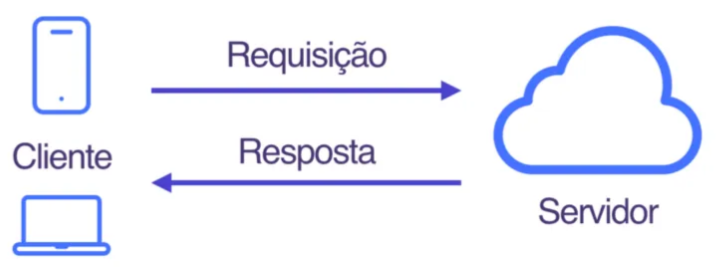 Requisição
Cliente
Resposta
Servidor